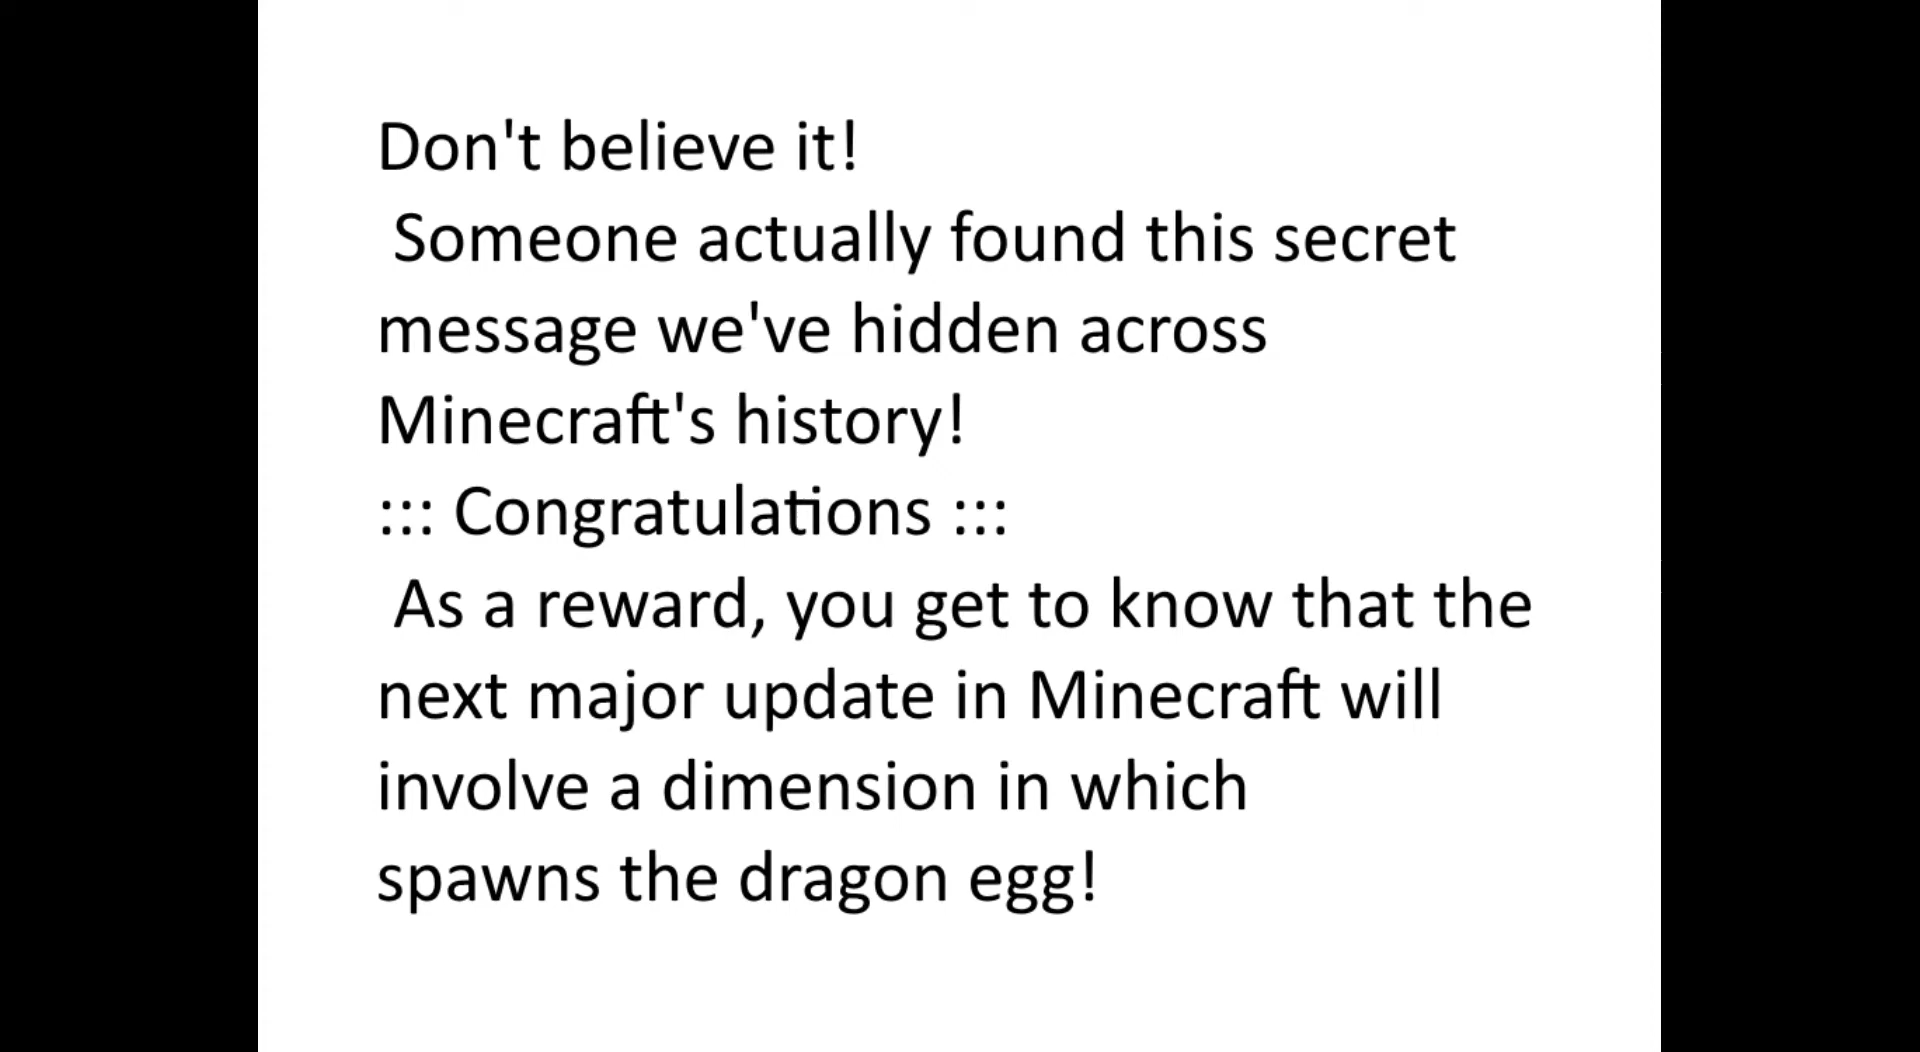 Don't believe it!
Someone actually found this secret
message we've hidden across
Minecraft's history!
::: Congratulations :::
As a reward, you get to know that the
next major update in Minecraft will
involve a dimension in which
spawns the dragon egg!